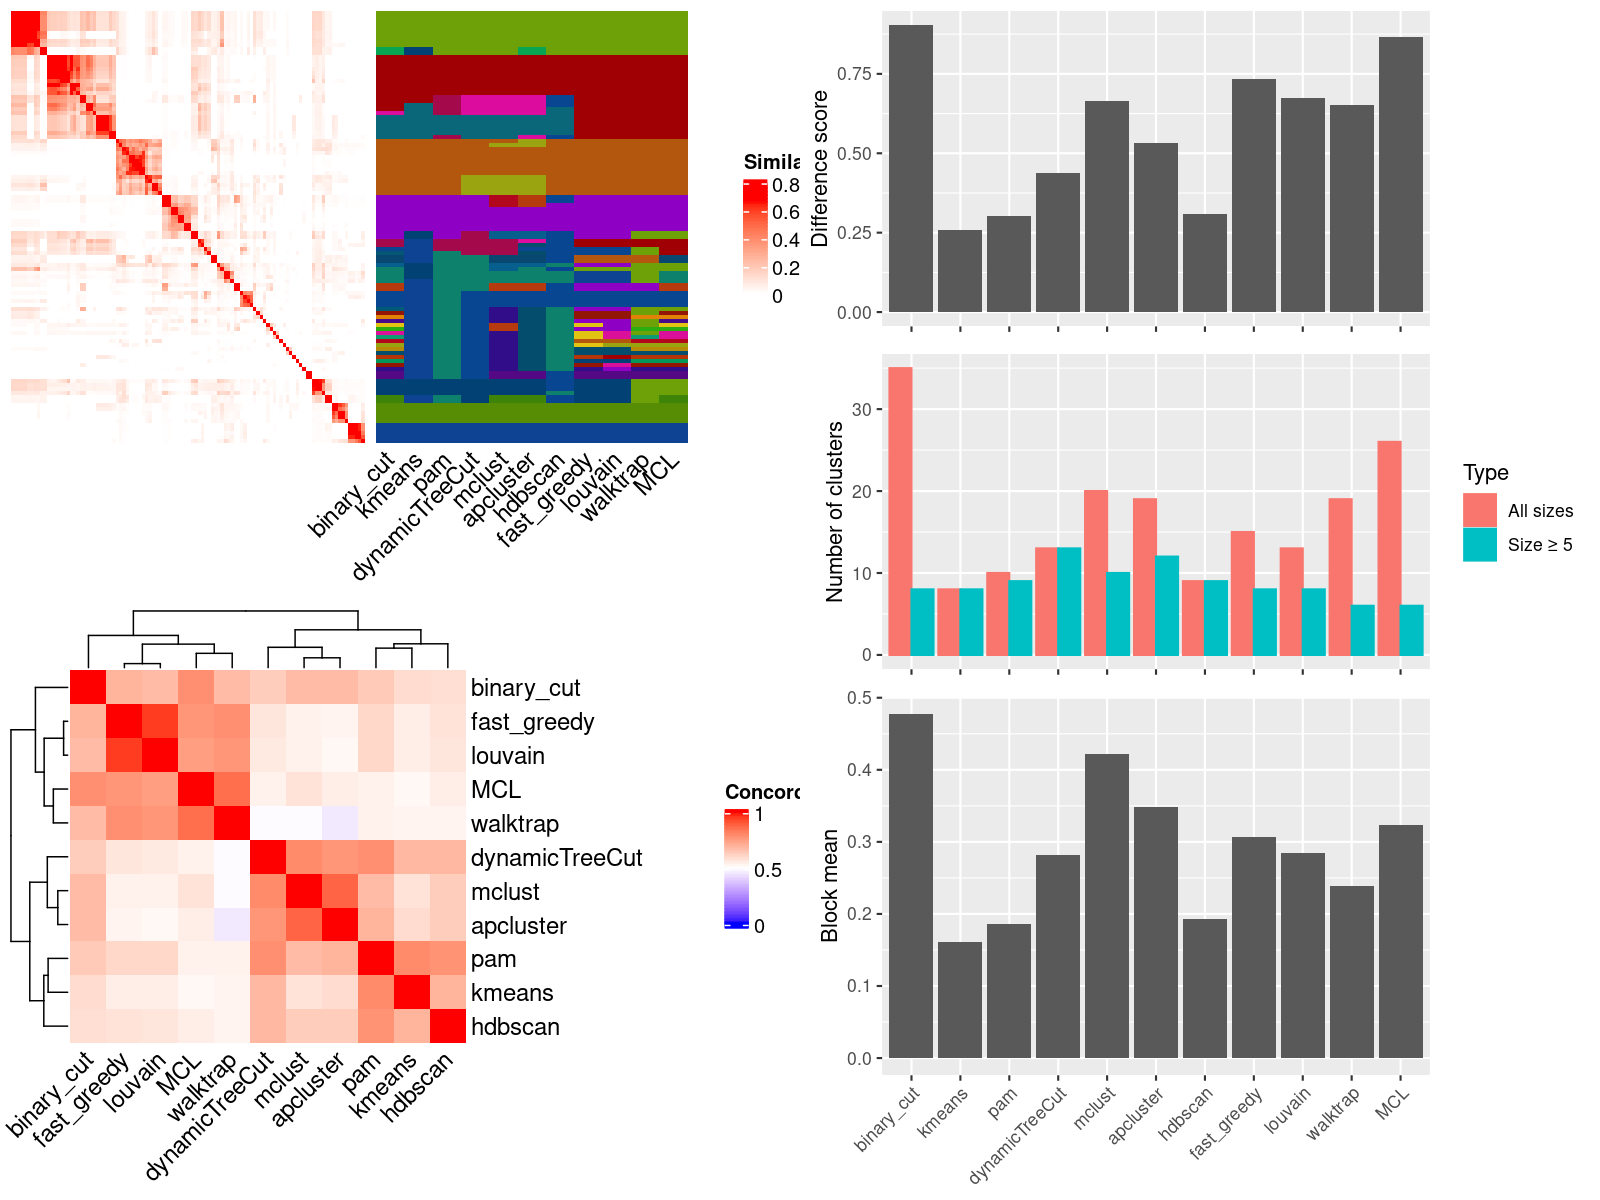 Simila
0.8
0.6
0.4
0.2
0
binary_cut
kmeans
pam
dynamicTreeCut
mclust
apcluster
hdbscan
fast_greedy
louvain
walktrap
MCL
Difference score
0.75
0.50
0.25
0.00
Number of clusters
30
20
10
0
Type
All sizes
Size ≥ 5
Block mean
0.5
0.4
0.3
0.2
0.1
0.0
binary_cut
kmeans
pam
dynamicTreeCut
mclust
apcluster
hdbscan
fast_greedy
louvain
walktrap
MCL
binary_cut
fast_greedy
louvain
MCL
walktrap
dynamicTreeCut
mclust
apcluster
pam
kmeans
hdbscan
binary_cut
fast_greedy
louvain
MCL
walktrap
dynamicTreeCut
mclust
apcluster
pam
kmeans
hdbscan
Concord
1
0.5
0